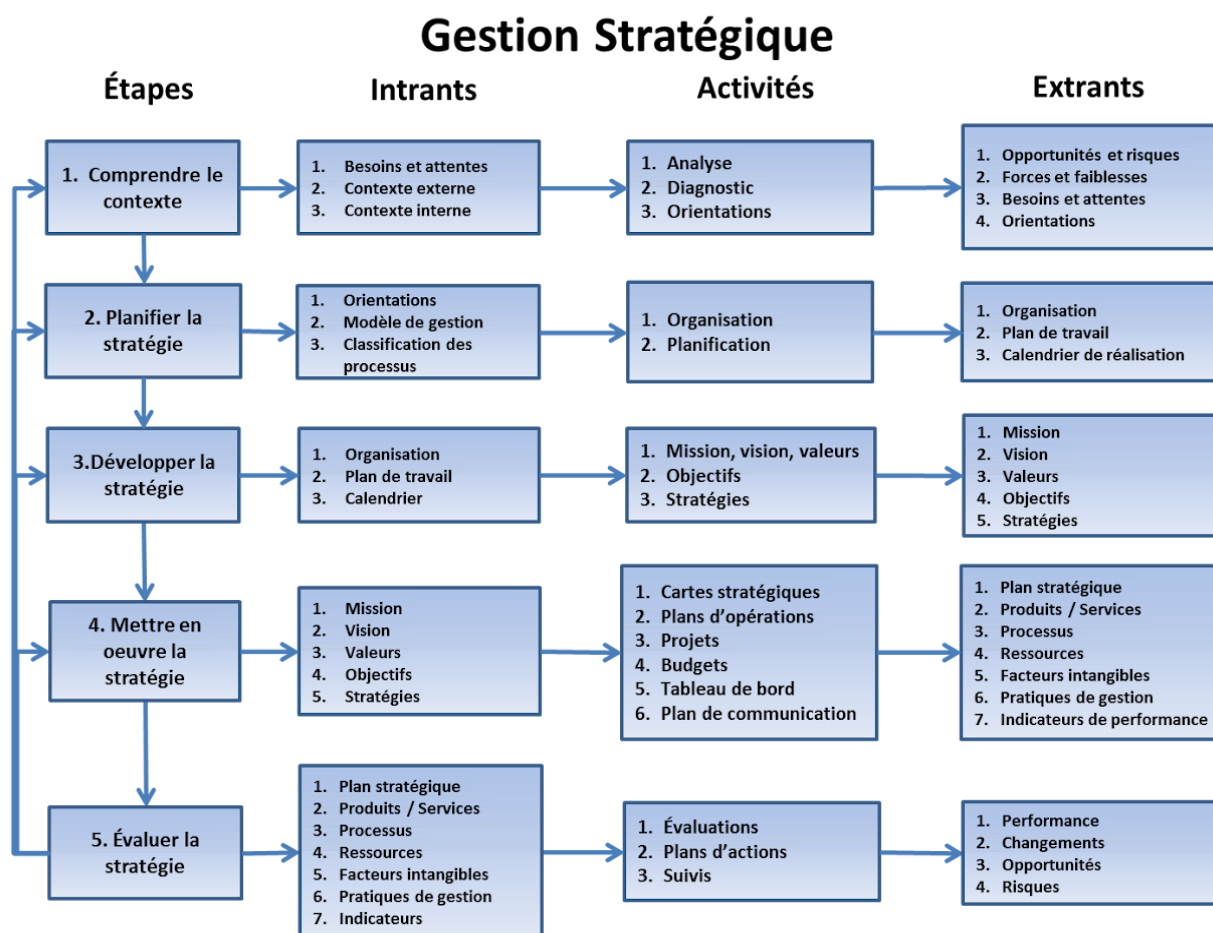 Gestion Stratégique
Étapes
Intrants
Activités
Extrants
1. Comprendre le
contexte
1. Besoins et attentes
2. Contexte externe
3. Contexte interne
1. Analyse
2. Diagnostic
3. Orientations
1. Opportunités et risques
2. Forces et faiblesses
3. Besoins et attentes
4. Orientations
2. Planifier la
stratégie
1. Orientations
2. Modèle de gestion
3. Classification des
processus
1. Organisation
2. Planification
1. Organisation
2. Plan de travail
3. Calendrier de réalisation
3.Développer la
stratégie
1. Organisation
2. Plan de travail
3. Calendrier
1. Mission, vision, valeurs
2. Objectifs
3. Stratégies
1. Mission
2. Vision
3. Valeurs
4. Objectifs
5. Stratégies
4. Mettre en
oeuvre la
stratégie
1. Mission
2. Vision
3. Valeurs
4. Objectifs
5. Stratégies
1. Cartes stratégiques
2. Plans d’opérations
3. Projets
4. Budgets
5. Tableau de bord
6. Plan de communication
1. Plan stratégique
2. Produits / Services
3. Processus
4. Ressources
5. Facteurs intangibles
6. Pratiques de gestion
7. Indicateurs de performance
5. Évaluer la
stratégie
1. Plan stratégique
2. Produits / Services
3. Processus
4. Ressources
5. Facteurs intangibles
6. Pratiques de gestion
7. Indicateurs
1. Évaluations
2. Plans d’actions
3. Suivis
1. Performance
2. Changements
3. Opportunités
4. Risques